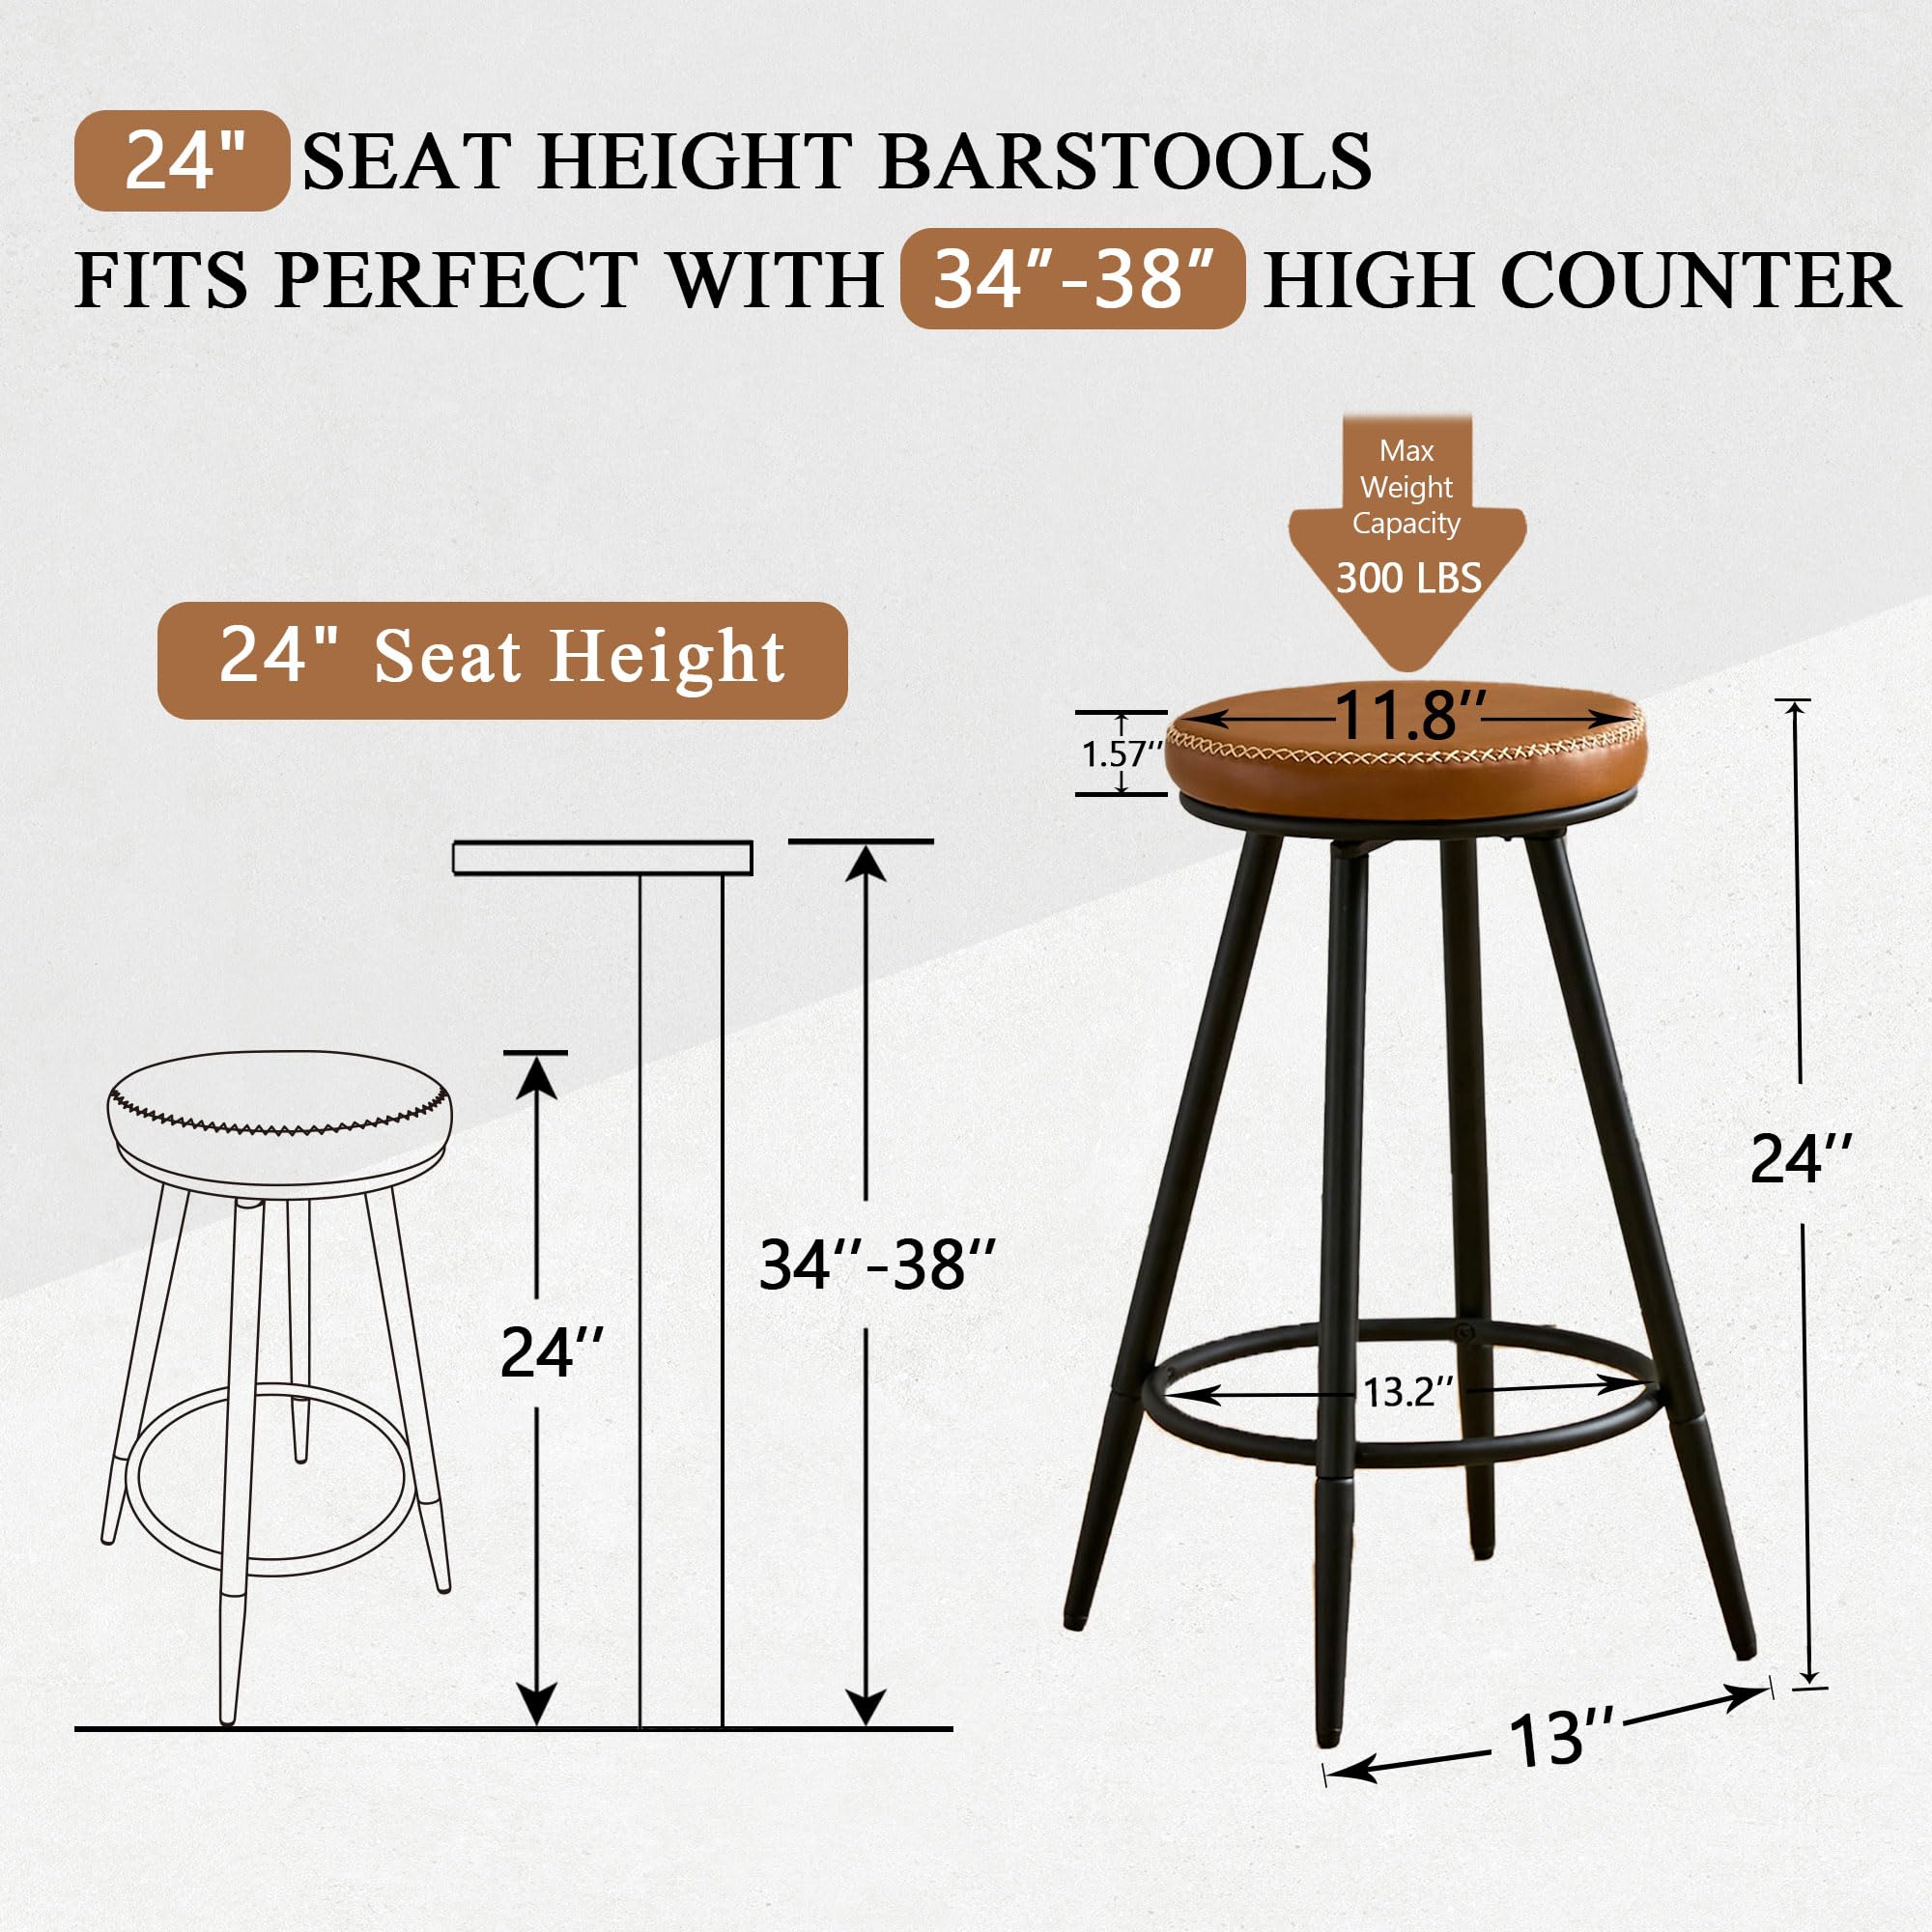 24" SEAT HEIGHT BARSTOOLS
FITS PERFECT WITH 34"-38" HIGH COUNTER
Max
Weight
Capacity
300 LBS
24" Seat Height
11.8''
1.57''
24''
34''-38''
24''
13.2''
13''